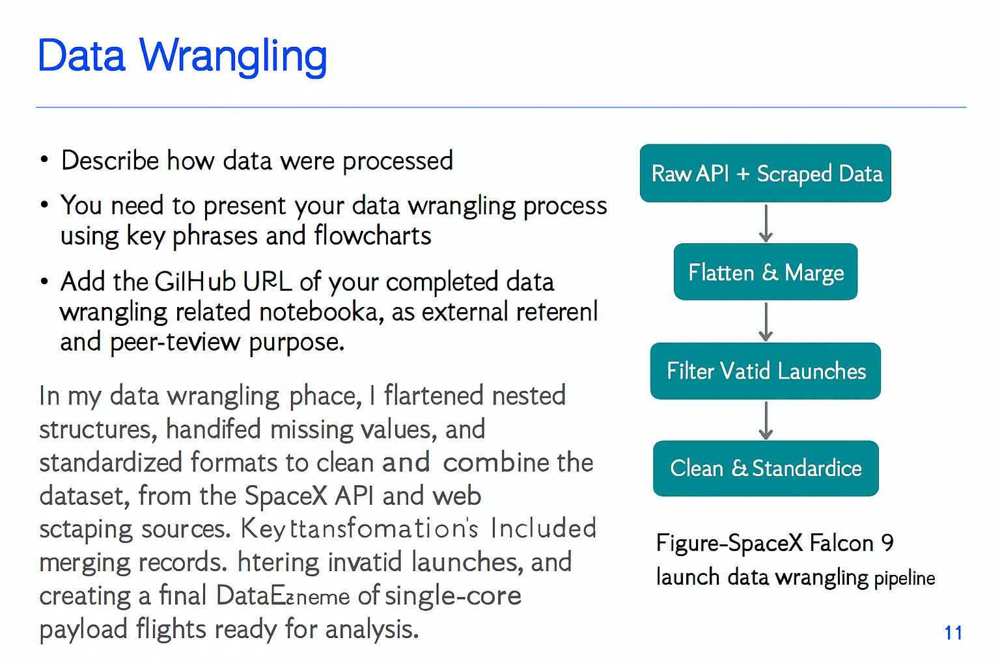 Data Wrangling
• Describe how data were processed
• You need to present your data wrangling process
using key phrases and flowcharts
• Add the GilHub URL of your completed data
wrangling related notebooka, as external reterenl
and peer-teview purpose.
In my data wrangling phace, I flartened nested
structures, handifed missing values, and
standardized formats to clean and combine the
dataset, from the SpaceX API and web
sctaping sources. Key ttansfomation's Included
merging records. htering invatid launches, and
creating a final DataEzneme of single-core
payload flights ready for analysis.
Raw API + Scraped Data
Flatten & Marge
Filter Vatid Launches
Clean & Standardice
Figure-SpaceX Falcon 9
launch data wrangling pipeline
11